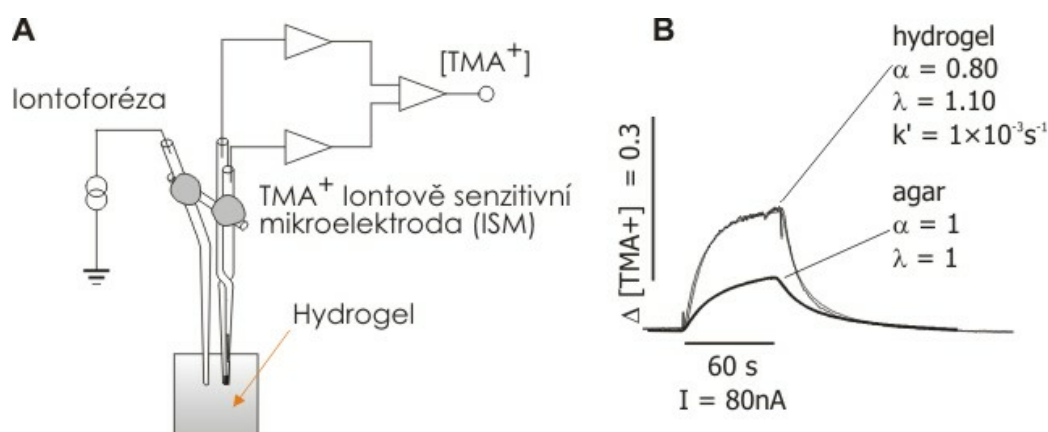 A
Iontoforéza
[TMA⁺]
TMA⁺ Iontově senzitivní
mikroelektroda (ISM)
Hydrogel
B
hydrogel
α = 0.80
λ = 1.10
k' = 1×10⁻³s⁻¹
agar
α = 1
λ = 1
Δ [TMA+] = 0.3
60 s
I = 80nA